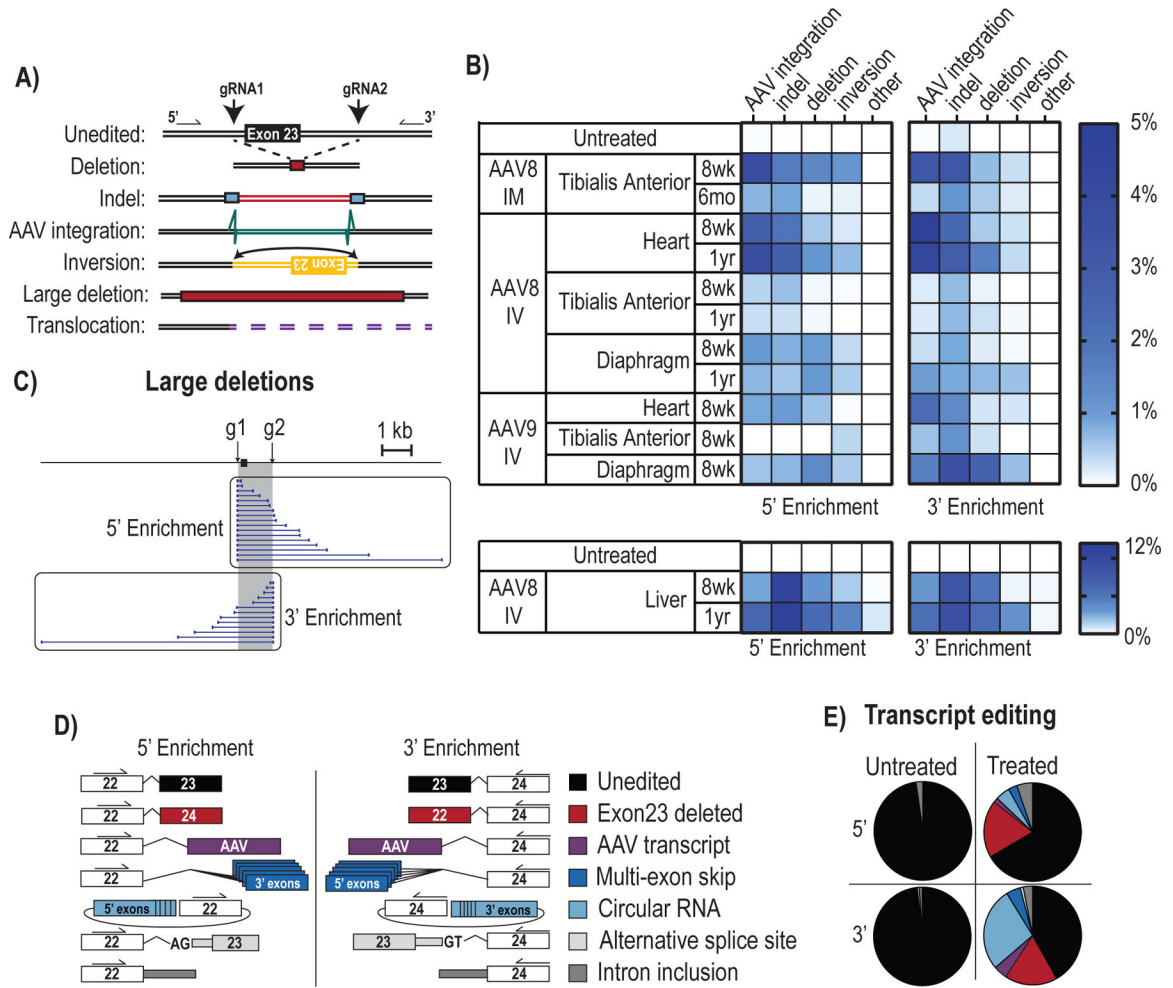 A)
gRNA1
gRNA2
5'
3'
Unedited:
Exon 23
Deletion:
Indel:
AAV integration:
Inversion:
Exon 23
Large deletion:
Translocation:
B)
AAV integration
indel
deletion
inversion
other
AAV integration
indel
deletion
inversion
other
Untreated
AAV8 IM
Tibialis Anterior
8wk
6mo
AAV8 IV
Heart
8wk
1yr
Tibialis Anterior
8wk
1yr
Diaphragm
8wk
1yr
AAV9 IV
Heart
8wk
Tibialis Anterior
8wk
Diaphragm
8wk
5' Enrichment
3' Enrichment
5%
4%
3%
2%
1%
0%
Untreated
AAV8 IV
Liver
8wk
1yr
5' Enrichment
3' Enrichment
12%
0%
C)
Large deletions
g1
g2
1 kb
5' Enrichment
3' Enrichment
D)
5' Enrichment
3' Enrichment
22
23
23
24
Unedited
22
24
22
24
Exon23 deleted
22
AAV
AAV
24
AAV transcript
22
3' exons
5' exons
24
Multi-exon skip
5' exons
22
24
3' exons
Circular RNA
22
AG
23
23
GT
24
Alternative splice site
22
24
Intron inclusion
E)
Transcript editing
Untreated
Treated
5'
3'